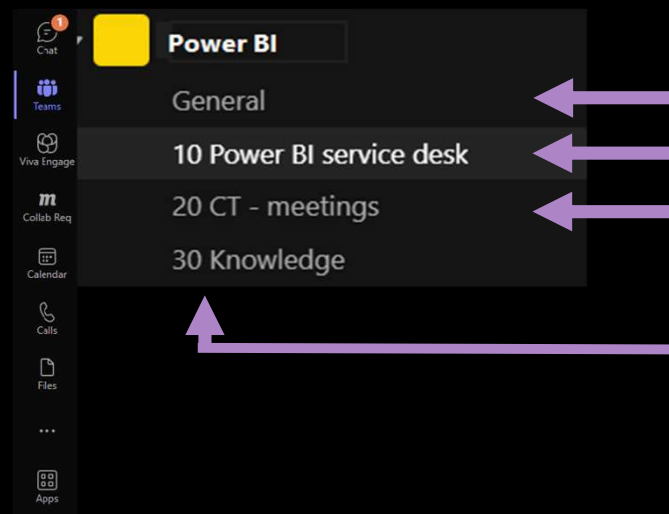 1
Chat
Teams
Viva Engage
m
Collab Req
Calendar
Calls
Files
...
Apps
Power BI
General
10 Power BI service desk
20 CT - meetings
30 Knowledge